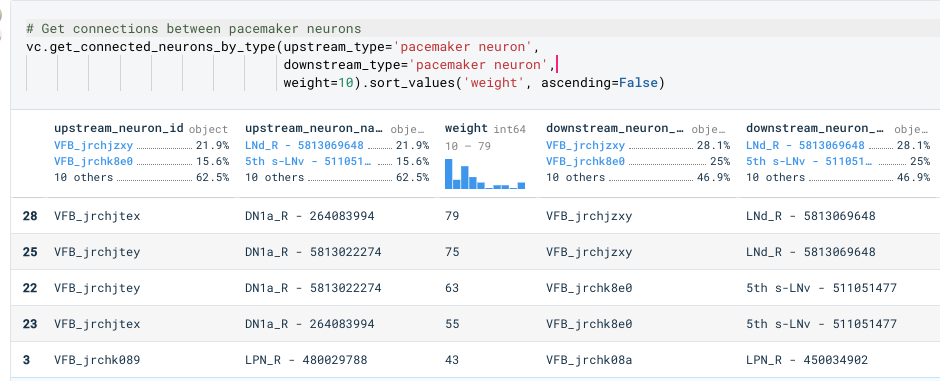 # Get connections between pacemaker neurons
vc.get_connected_neurons_by_type(upstream_type='pacemaker neuron',
downstream_type='pacemaker neuron',
weight=10).sort_values('weight', ascending=False)
upstream_neuron_id object upstream_neuron_na… obje… weight int64 downstream_neuron_… obje… downstream_neuron_… obje…
VFB_jrchjzxy 21.9% LNd_R - 5813069648 21.9% 10 – 79 VFB_jrchjzxy 28.1% LNd_R - 5813069648 28.1%
VFB_jrchk8e0 15.6% 5th s-LNv - 511051… 15.6% VFB_jrchk8e0 25% 5th s-LNv - 511051… 25%
10 others 62.5% 10 others 62.5% 10 others 46.9% 10 others 46.9%
28 VFB_jrchjtex DN1a_R - 264083994 79 VFB_jrchjzxy LNd_R - 5813069648
25 VFB_jrchjtey DN1a_R - 5813022274 75 VFB_jrchjzxy LNd_R - 5813069648
22 VFB_jrchjtey DN1a_R - 5813022274 63 VFB_jrchk8e0 5th s-LNv - 511051477
23 VFB_jrchjtex DN1a_R - 264083994 55 VFB_jrchk8e0 5th s-LNv - 511051477
3 VFB_jrchk089 LPN_R - 480029788 43 VFB_jrchk08a LPN_R - 450034902